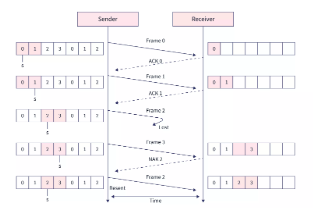 Sender Receiver
Frame 0
0 1 2 3 0 1 2 0
s ACK 0
Frame 1
0 1 2 3 0 1 2 0 1
s ACK 1
Frame 2
0 1 2 3 0 1 2
s Lost
Frame 3
0 1 2 3 0 1 2 0 1 3
s NAK 2
Frame 2
0 1 2 3 0 1 2 0 1
Resent
s Time